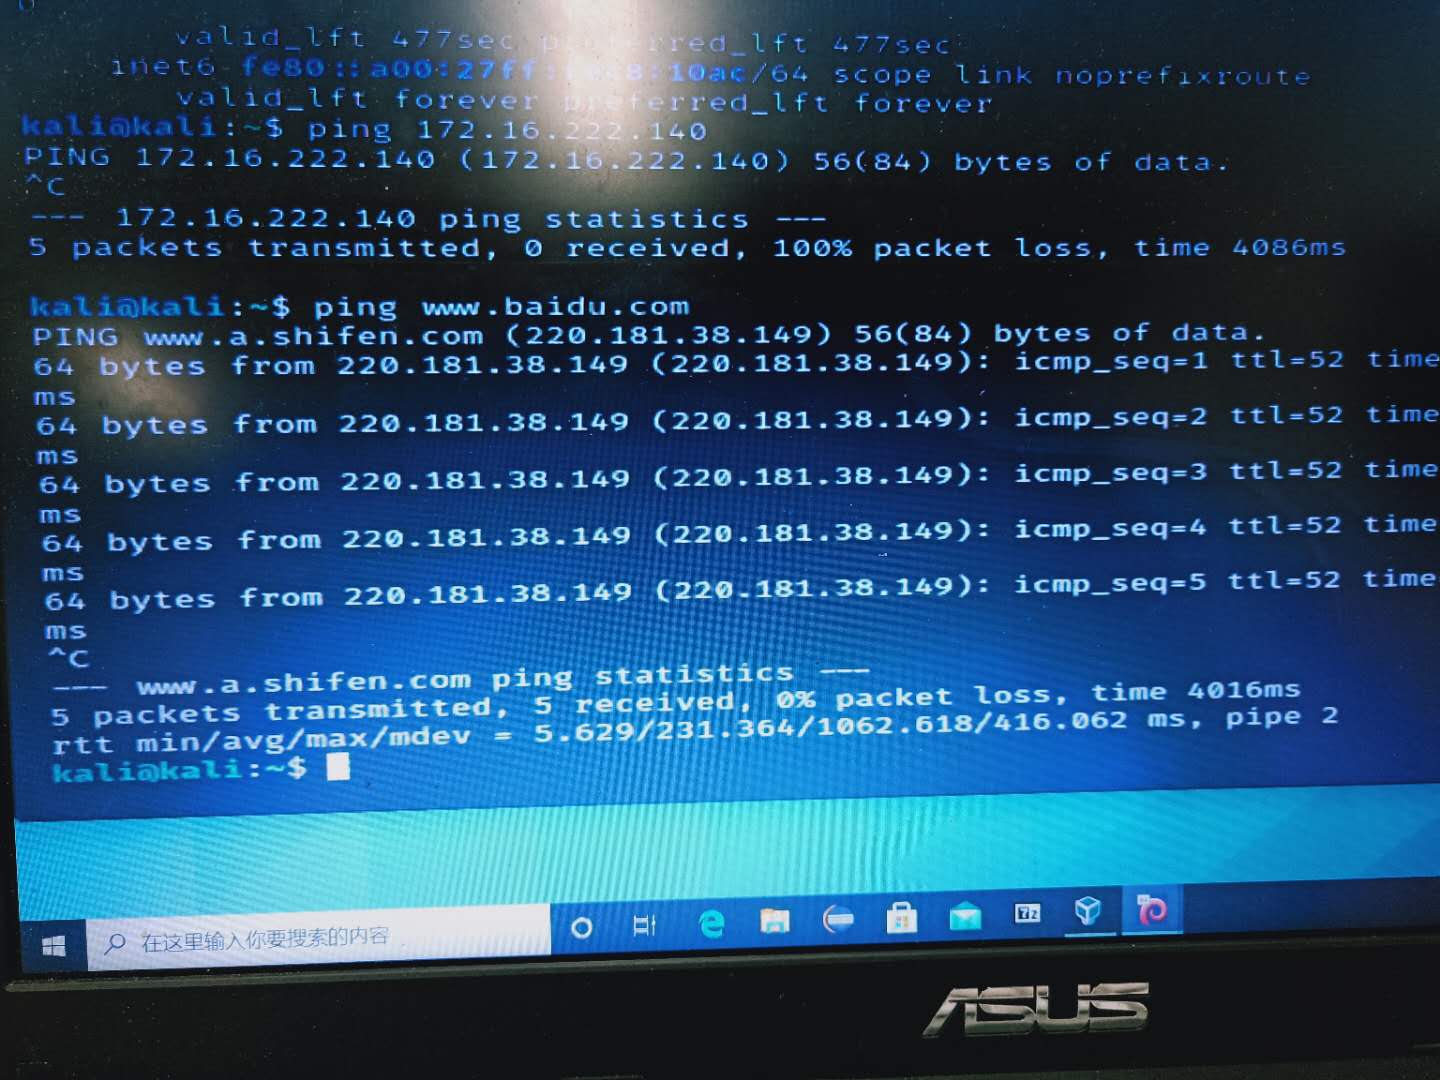 valid_lft 477sec preferred_lft 477sec
inet6 fe80::a00:27ff: :10ac/64 scope link noprefixroute
valid_lft forever preferred_lft forever
kali@kali:~$ ping 172.16.222.140
PING 172.16.222.140 (172.16.222.140) 56(84) bytes of data.
^C
--- 172.16.222.140 ping statistics ---
5 packets transmitted, 0 received, 100% packet loss, time 4086ms
kali@kali:~$ ping www.baidu.com
PING www.a.shifen.com (220.181.38.149) 56(84) bytes of data.
64 bytes from 220.181.38.149 (220.181.38.149): icmp_seq=1 ttl=52 time
ms
64 bytes from 220.181.38.149 (220.181.38.149): icmp_seq=2 ttl=52 time
ms
64 bytes from 220.181.38.149 (220.181.38.149): icmp_seq=3 ttl=52 time
ms
64 bytes from 220.181.38.149 (220.181.38.149): icmp_seq=4 ttl=52 time
ms
64 bytes from 220.181.38.149 (220.181.38.149): icmp_seq=5 ttl=52 time
ms
^C
--- www.a.shifen.com ping statistics ---
5 packets transmitted, 5 received, 0% packet loss, time 4016ms
rtt min/avg/max/mdev = 5.629/231.364/1062.618/416.062 ms, pipe 2
kali@kali:~$
在这里输入你要搜索的内容
7z
ASUS